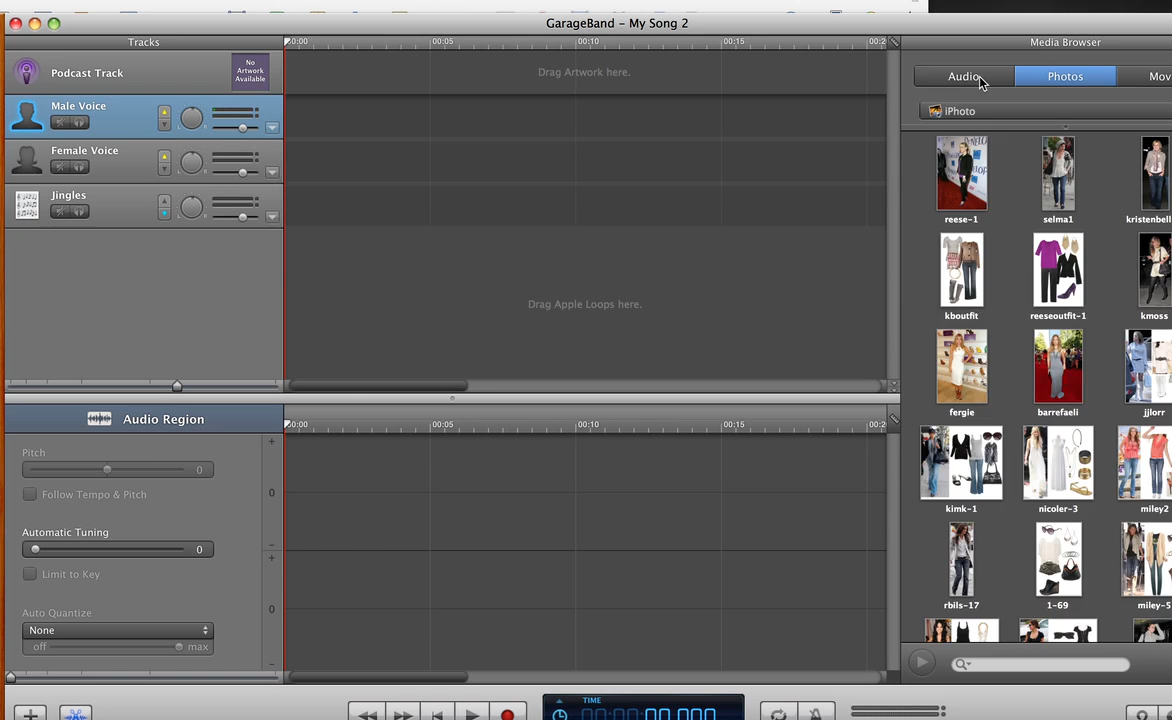 GarageBand – My Song 2
Tracks
Podcast Track
No
Artwork
Available
Male Voice
L R
Female Voice
L R
Jingles
L R
0:00 00:05 00:10 00:15 00:2
Drag Artwork here.
Drag Apple Loops here.
Media Browser
Audio Photos Mov
iPhoto
reese-1 selma1 kristenbell
kboutfit reeseoutfit-1 kmoss
fergie barrefaeli jjlorr
kimk-1 nicoler-3 miley2
rbils-17 1-69 miley-5
Audio Region
0:00 00:05 00:10 00:15 00:2
Pitch
0
Follow Tempo & Pitch
Automatic Tuning
0
Limit to Key
Auto Quantize
None
off max
+
0
–
+
0
–
TIME
00:00:00.000